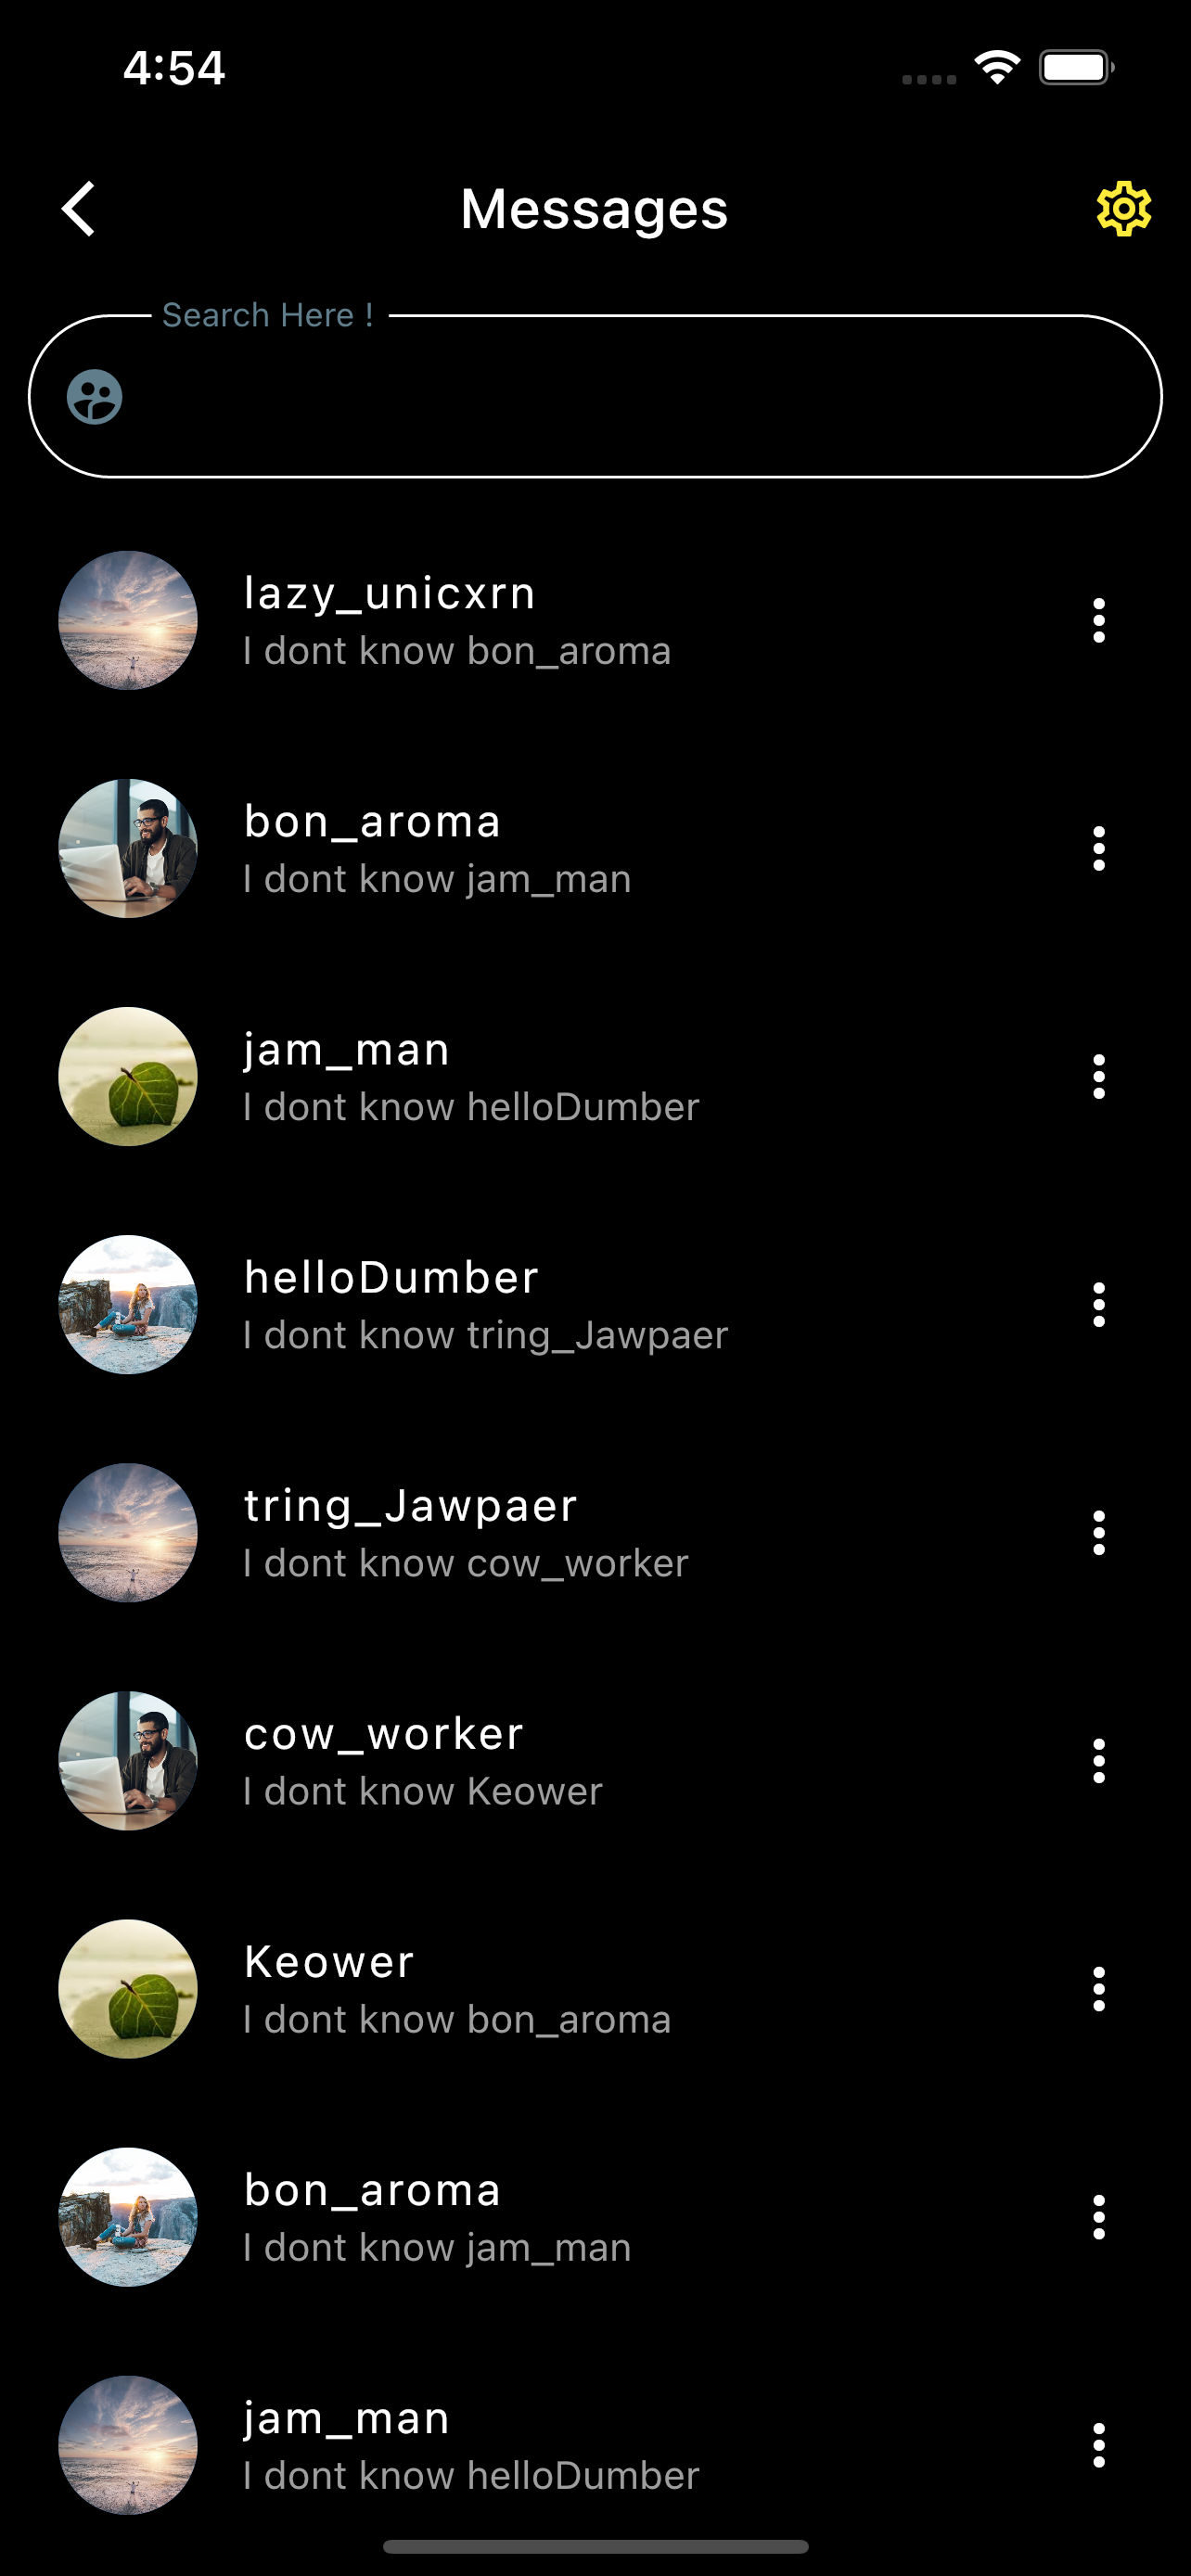 4:54
Messages
Search Here !
lazy_unicxrn
I dont know bon_aroma
bon_aroma
I dont know jam_man
jam_man
I dont know helloDumber
helloDumber
I dont know tring_Jawpaer
tring_Jawpaer
I dont know cow_worker
cow_worker
I dont know Keower
Keower
I dont know bon_aroma
bon_aroma
I dont know jam_man
jam_man
I dont know helloDumber